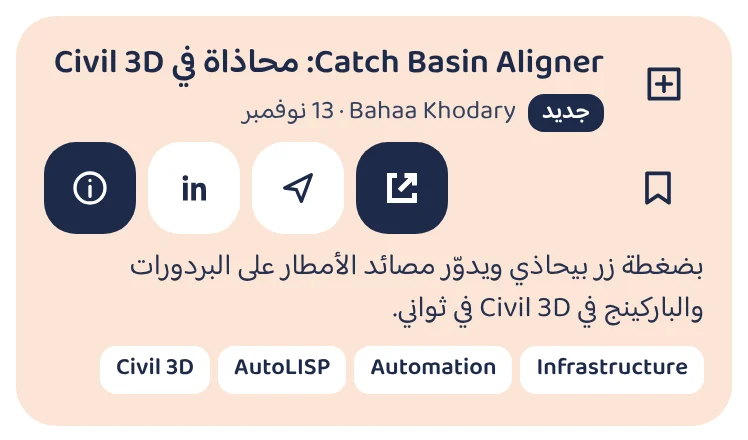 Catch Basin Aligner: محاذاة في Civil 3D
جديد Bahaa Khodary · 13 نوفمبر
in
بضغطة زر بيحاذي ويدوّر مصائد الأمطار على البردورات
والباركينج في Civil 3D في ثواني.
Infrastructure Automation AutoLISP Civil 3D